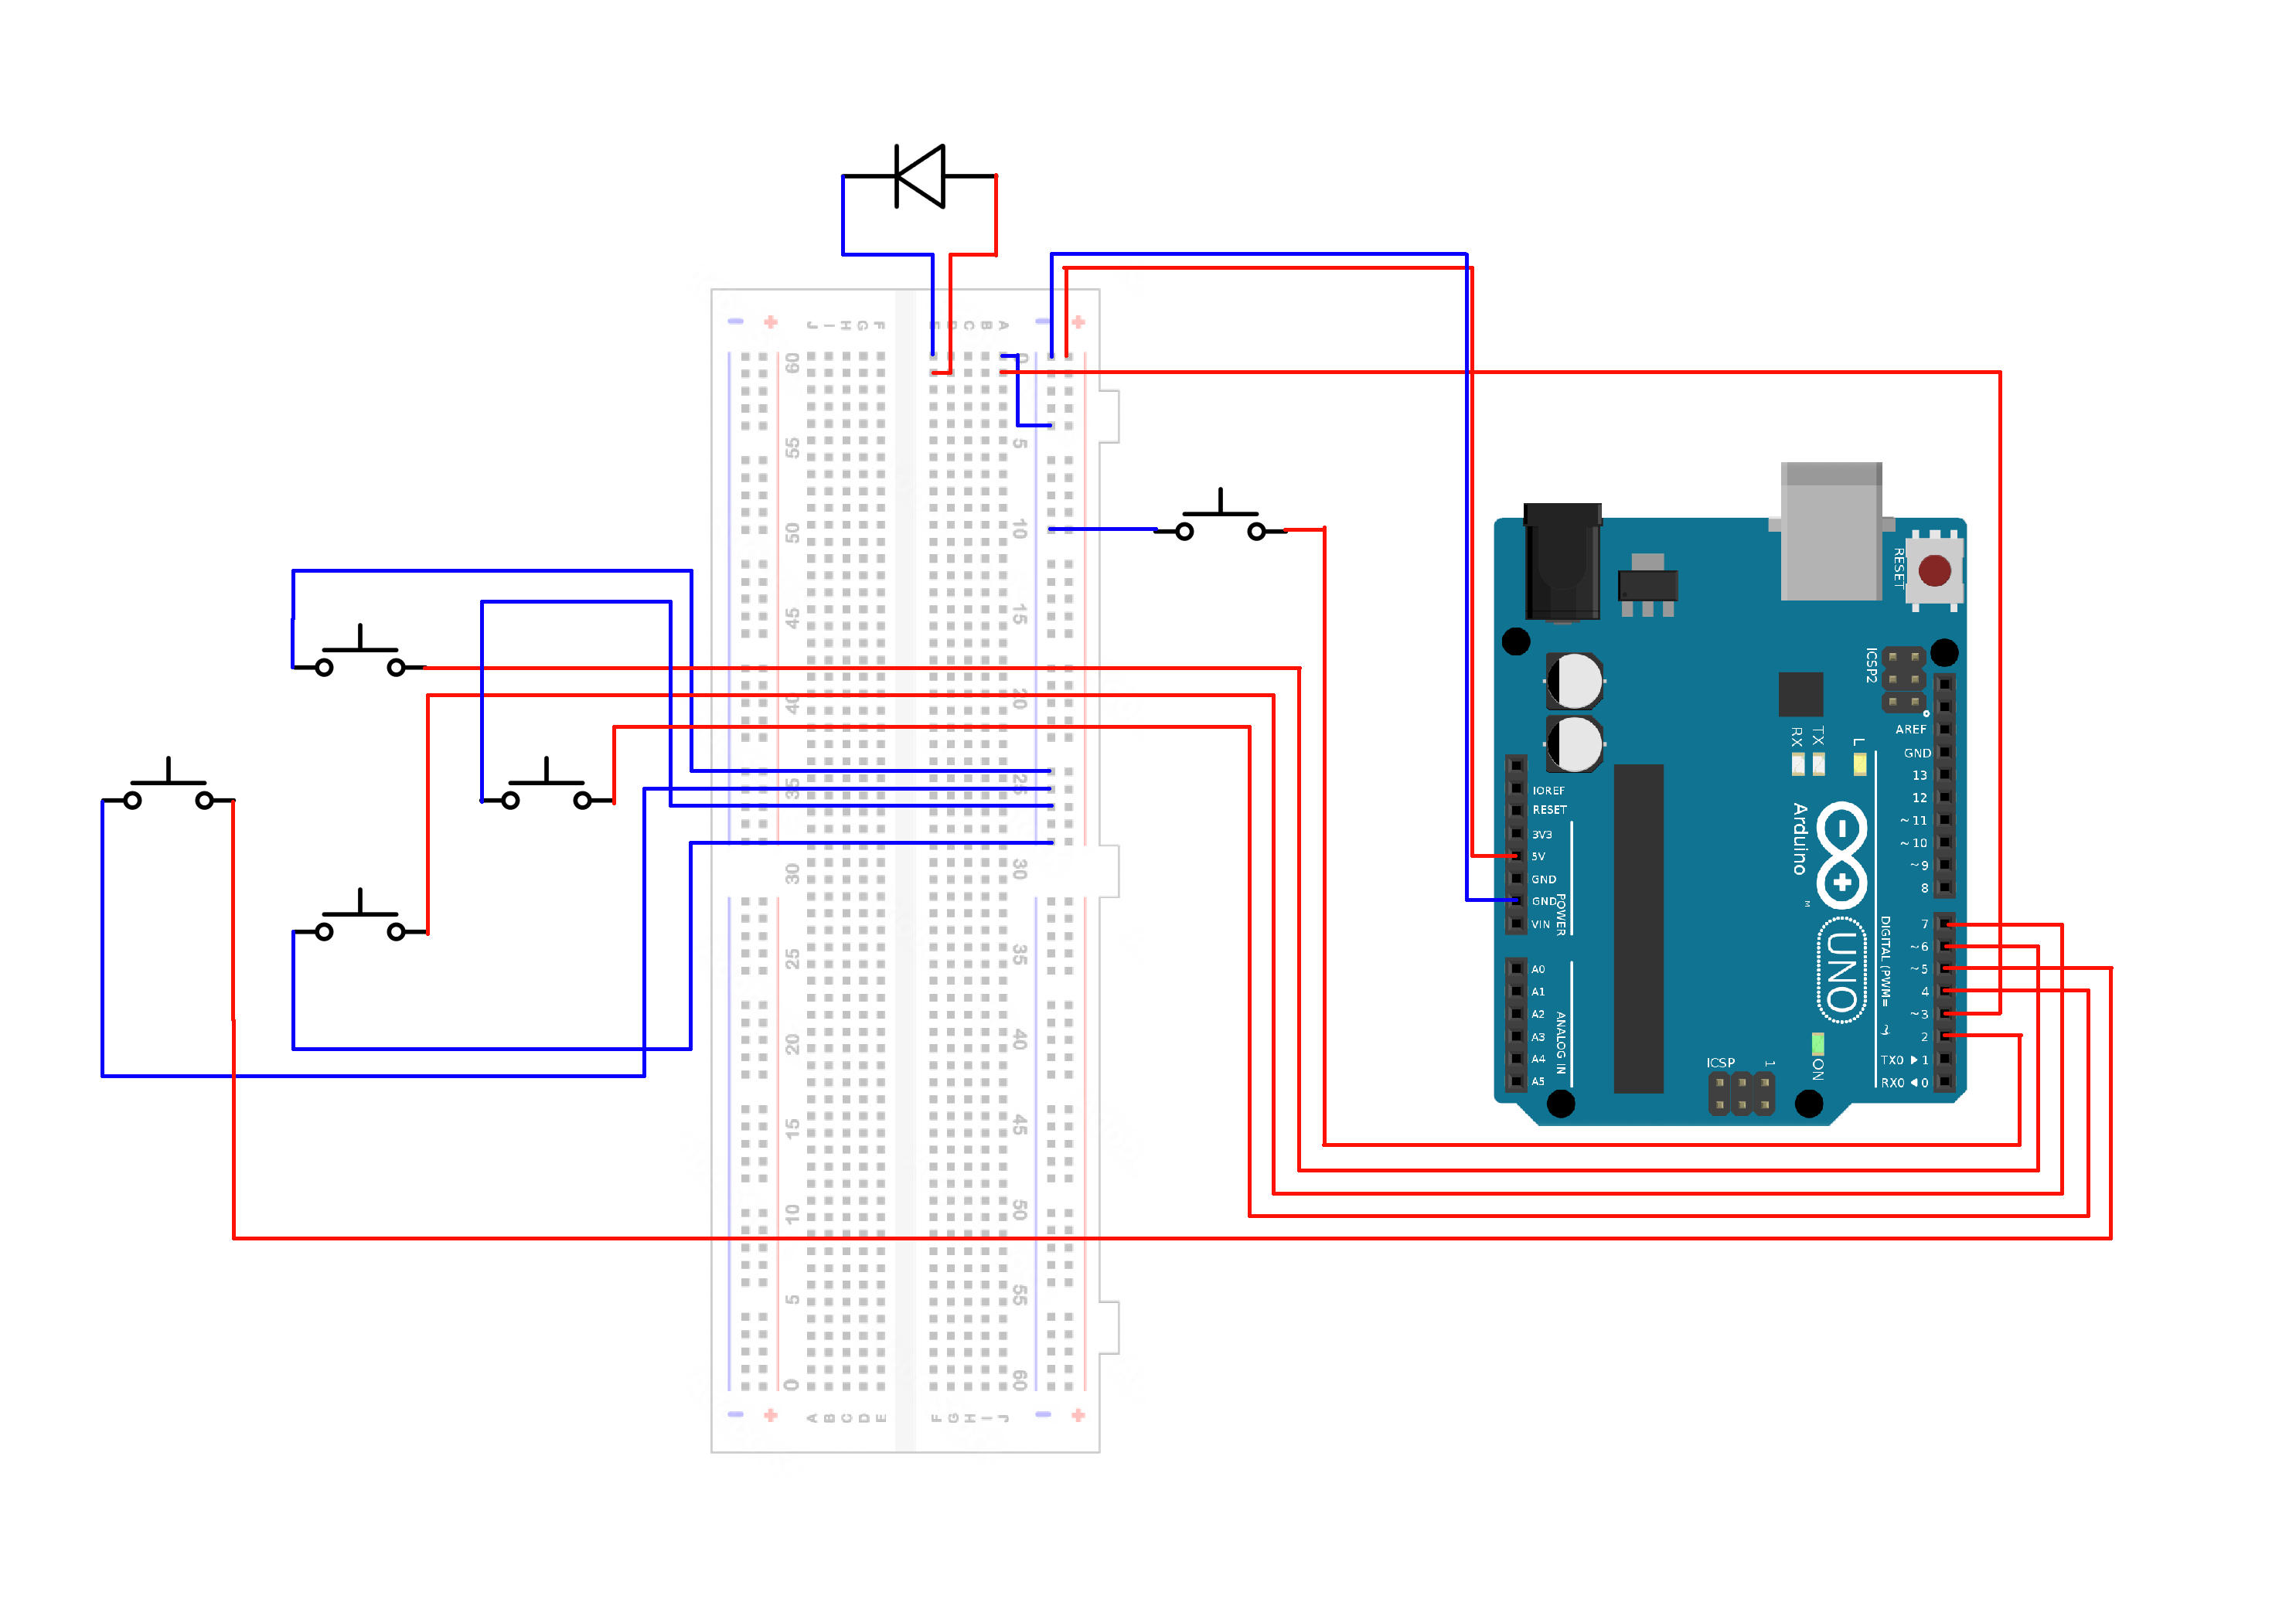 - +
J I H G F
E D C B A
- +
60
0
55
5
50
10
45
15
40
20
35
25
30
30
25
35
20
40
15
45
10
50
5
55
0
60
- +
A B C D E
F G H I J
- +
RESET
ICSP2
AREF
GND
13
12
~11
~10
~9
8
7
~6
~5
4
~3
2
TX0 ▶ 1
RX0 ◀ 0
RX
TX
L
IOREF
RESET
3V3
5V
GND
GND
VIN
POWER
A0
A1
A2
A3
A4
A5
ANALOG IN
Arduino
UNO
DIGITAL (PWM= ~)
ON
ICSP
1